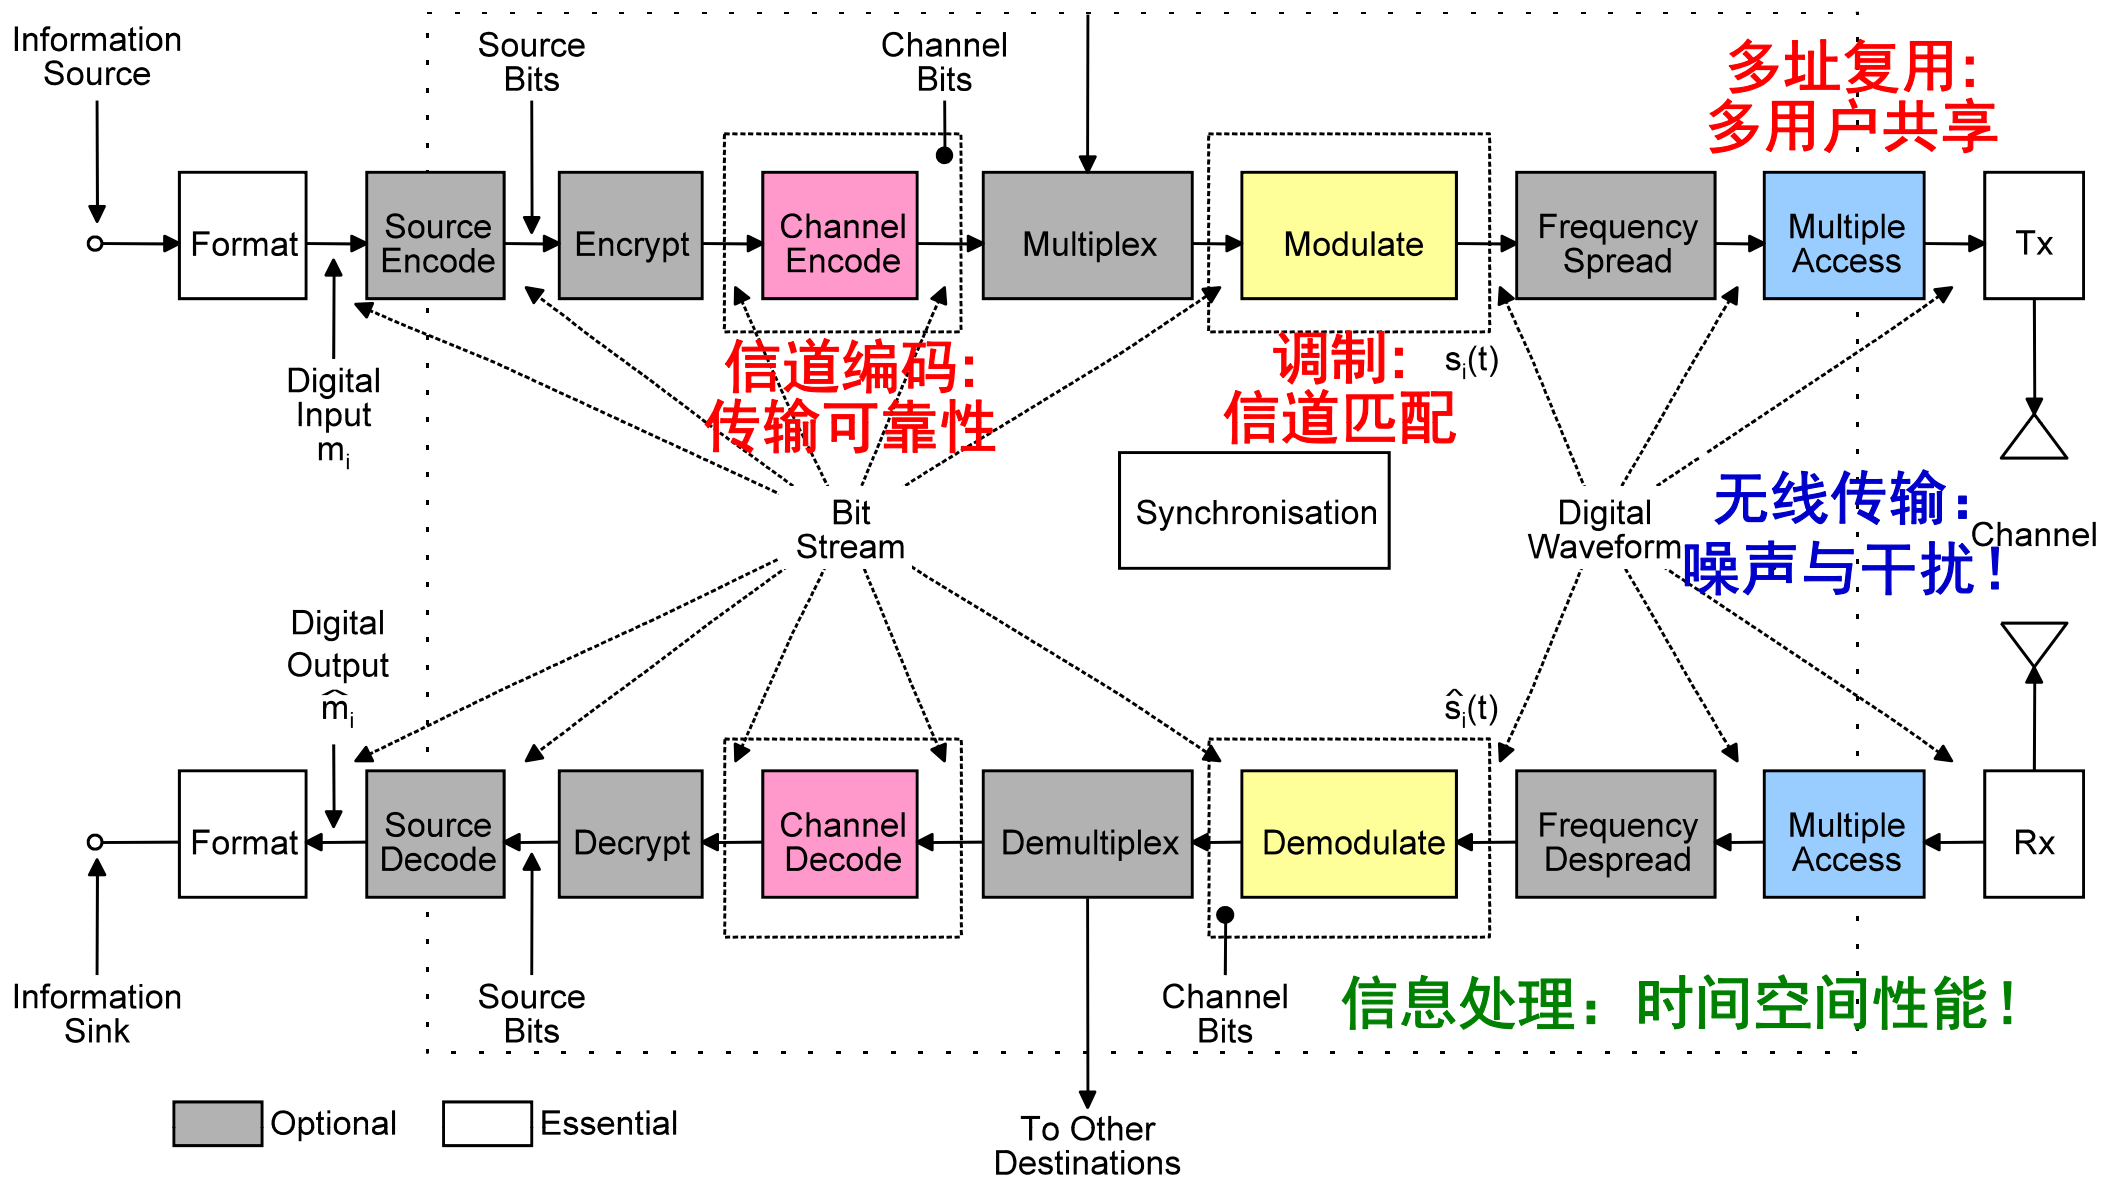 Information
Source
Source
Bits
Channel
Bits
多址复用:
多用户共享
Format
Source
Encode
Encrypt
Channel
Encode
Multiplex
Modulate
Frequency
Spread
Multiple
Access
Tx
Digital
Input
mi
信道编码:
传输可靠性
调制:
信道匹配
si(t)
Bit
Stream
Synchronisation
Digital
Waveform
无线传输：
噪声与干扰！
Channel
Digital
Output
m̂i
ŝi(t)
Format
Source
Decode
Decrypt
Channel
Decode
Demultiplex
Demodulate
Frequency
Despread
Multiple
Access
Rx
Information
Sink
Source
Bits
Channel
Bits
信息处理：时间空间性能！
Optional
Essential
To Other
Destinations